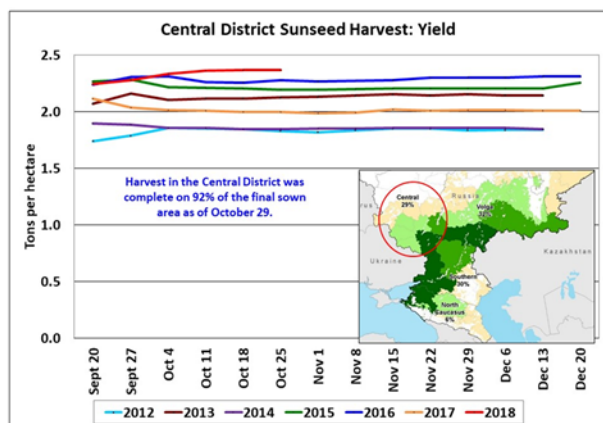 Central District Sunseed Harvest: Yield
Tons per hectare
2.5
2.0
1.5
1.0
0.5
0.0
Harvest in the Central District was
complete on 92% of the final sown
area as of October 29.
Central
29%
Russia
Volga
32%
Ukraine
Kazakhstan
Southern
30%
North
Caucasus
6%
Sept 20
Sept 27
Oct 4
Oct 11
Oct 18
Oct 25
Nov 1
Nov 8
Nov 15
Nov 22
Nov 29
Dec 6
Dec 13
Dec 20
2012
2013
2014
2015
2016
2017
2018